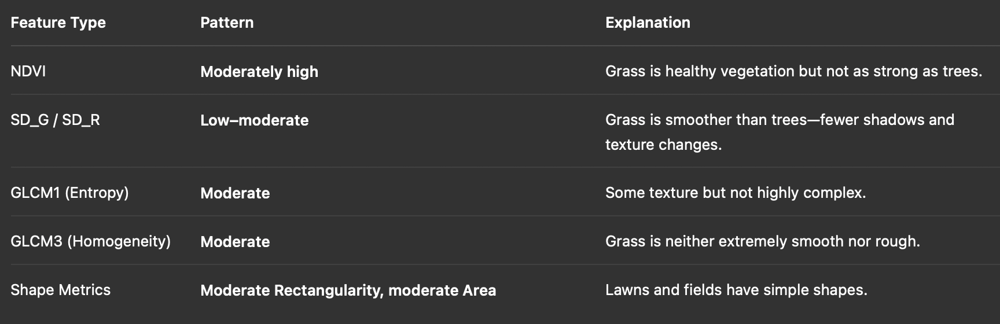 Feature Type Pattern Explanation
NDVI Moderately high Grass is healthy vegetation but not as strong as trees.
SD_G / SD_R Low–moderate Grass is smoother than trees—fewer shadows and
texture changes.
GLCM1 (Entropy) Moderate Some texture but not highly complex.
GLCM3 (Homogeneity) Moderate Grass is neither extremely smooth nor rough.
Shape Metrics Moderate Rectangularity, moderate Area Lawns and fields have simple shapes.